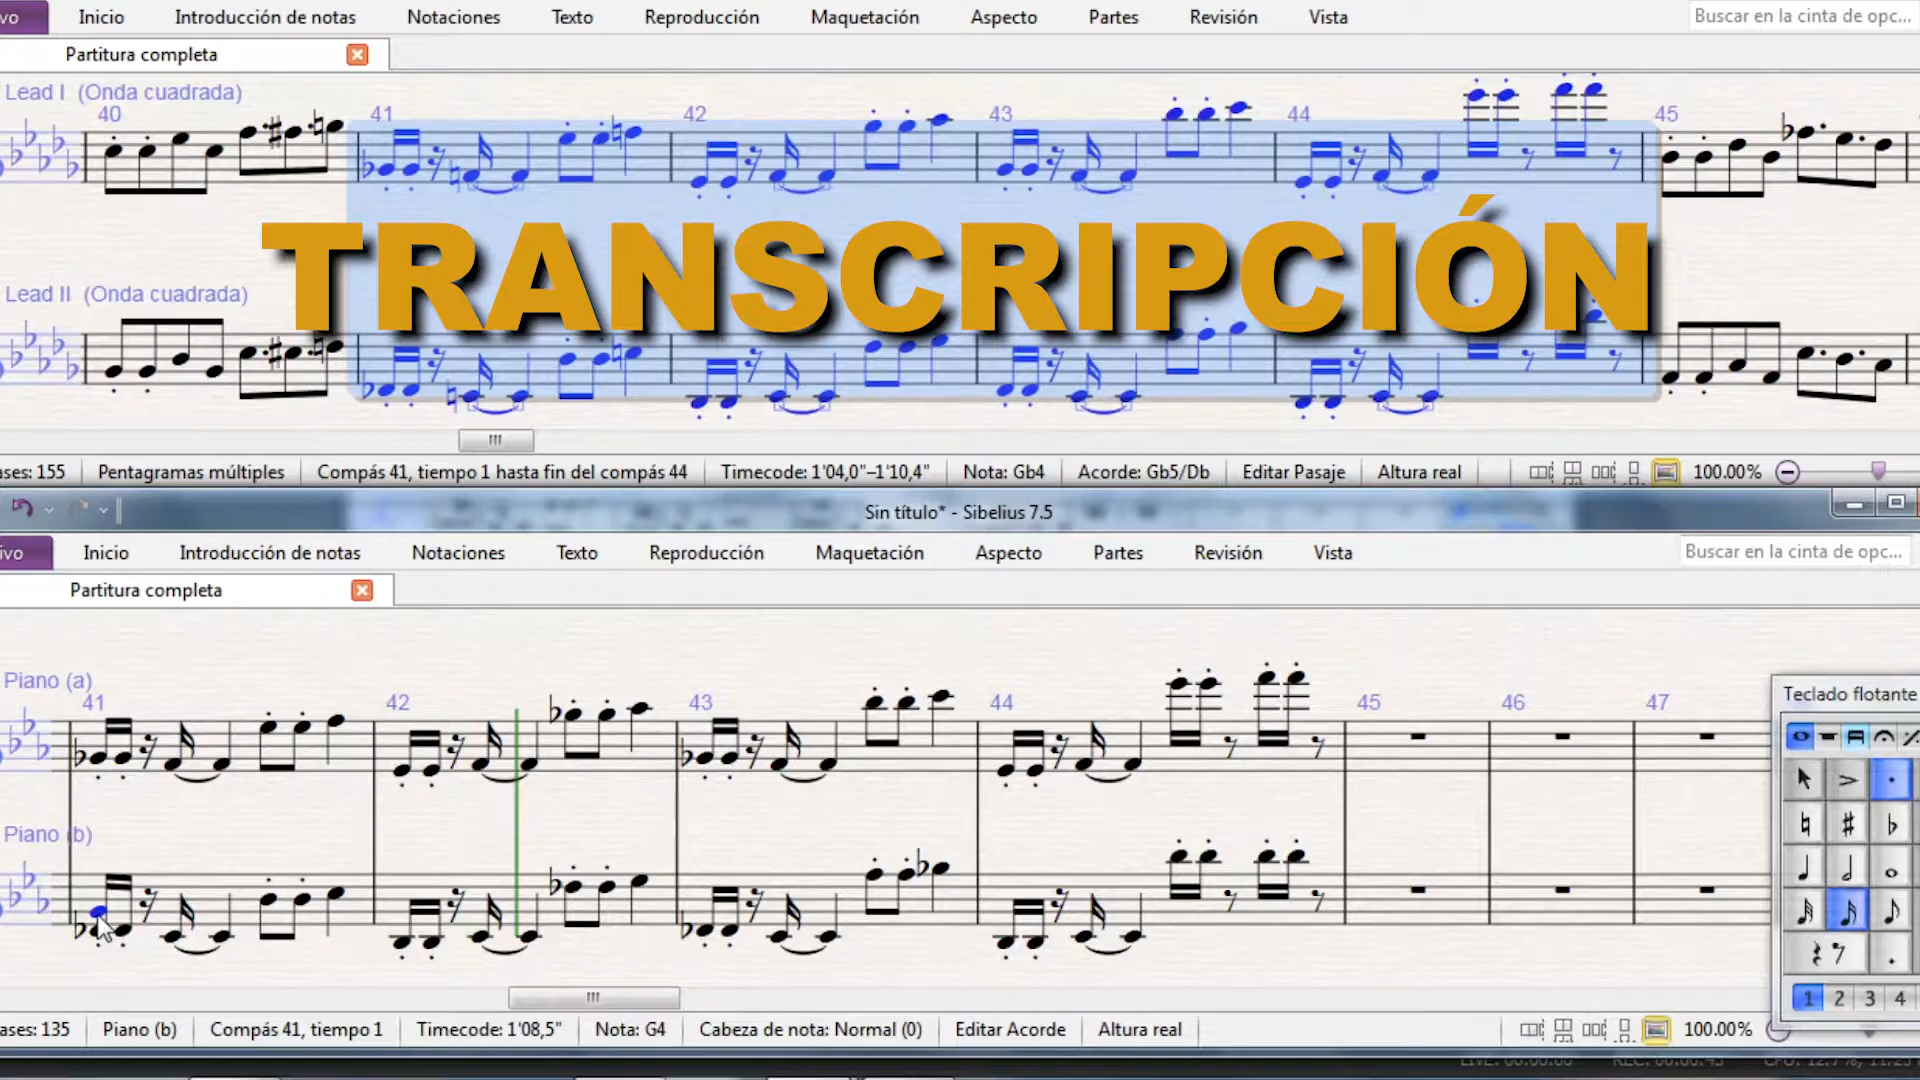 vo Inicio Introducción de notas Notaciones Texto Reproducción Maquetación Aspecto Partes Revisión Vista Buscar en la cinta de opc...
Partitura completa
Lead I (Onda cuadrada)
40 41 42 43 44 45
TRANSCRIPCIÓN
Lead II (Onda cuadrada)
ases: 155 Pentagramas múltiples Compás 41, tiempo 1 hasta fin del compás 44 Timecode: 1'04,0"–1'10,4" Nota: Gb4 Acorde: Gb5/Db Editar Pasaje Altura real 100.00%
Sin título* - Sibelius 7.5
ivo Inicio Introducción de notas Notaciones Texto Reproducción Maquetación Aspecto Partes Revisión Vista Buscar en la cinta de opc...
Partitura completa
Piano (a)
41 42 43 44 45 46 47
Teclado flotante
Piano (b)
1 2 3 4
ases: 135 Piano (b) Compás 41, tiempo 1 Timecode: 1'08,5" Nota: G4 Cabeza de nota: Normal (0) Editar Acorde Altura real 100.00%